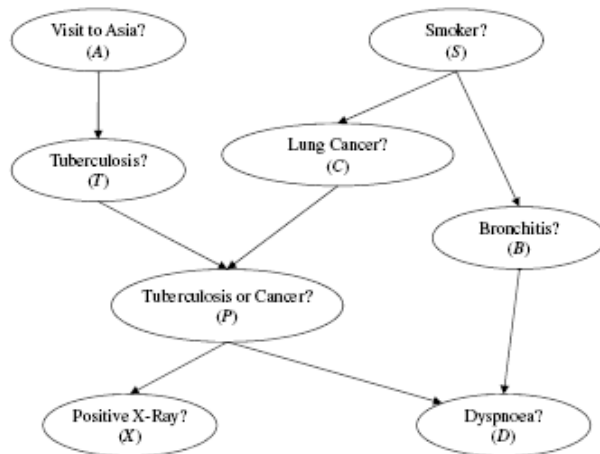 Visit to Asia?
(A)
Smoker?
(S)
Lung Cancer?
(C)
Tuberculosis?
(T)
Bronchitis?
(B)
Tuberculosis or Cancer?
(P)
Positive X-Ray?
(X)
Dyspnoea?
(D)